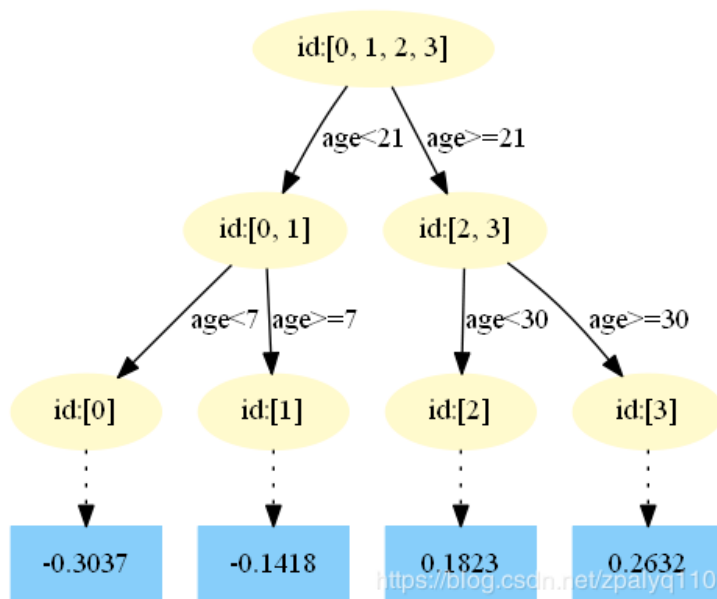 id:[0, 1, 2, 3]
age<21
age>=21
id:[0, 1]
id:[2, 3]
age<7
age>=7
age<30
age>=30
id:[0]
id:[1]
id:[2]
id:[3]
-0.3037
-0.1418
0.1823
0.2632
https://blog.csdn.net/zpalyq110